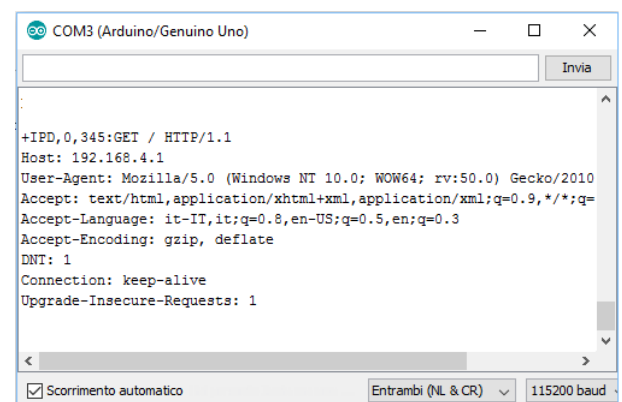 COM3 (Arduino/Genuino Uno)
Invia
+IPD,0,345:GET / HTTP/1.1
Host: 192.168.4.1
User-Agent: Mozilla/5.0 (Windows NT 10.0; WOW64; rv:50.0) Gecko/2010
Accept: text/html,application/xhtml+xml,application/xml;q=0.9,*/*;q=
Accept-Language: it-IT,it;q=0.8,en-US;q=0.5,en;q=0.3
Accept-Encoding: gzip, deflate
DNT: 1
Connection: keep-alive
Upgrade-Insecure-Requests: 1
Scorrimento automatico Entrambi (NL & CR) 115200 baud